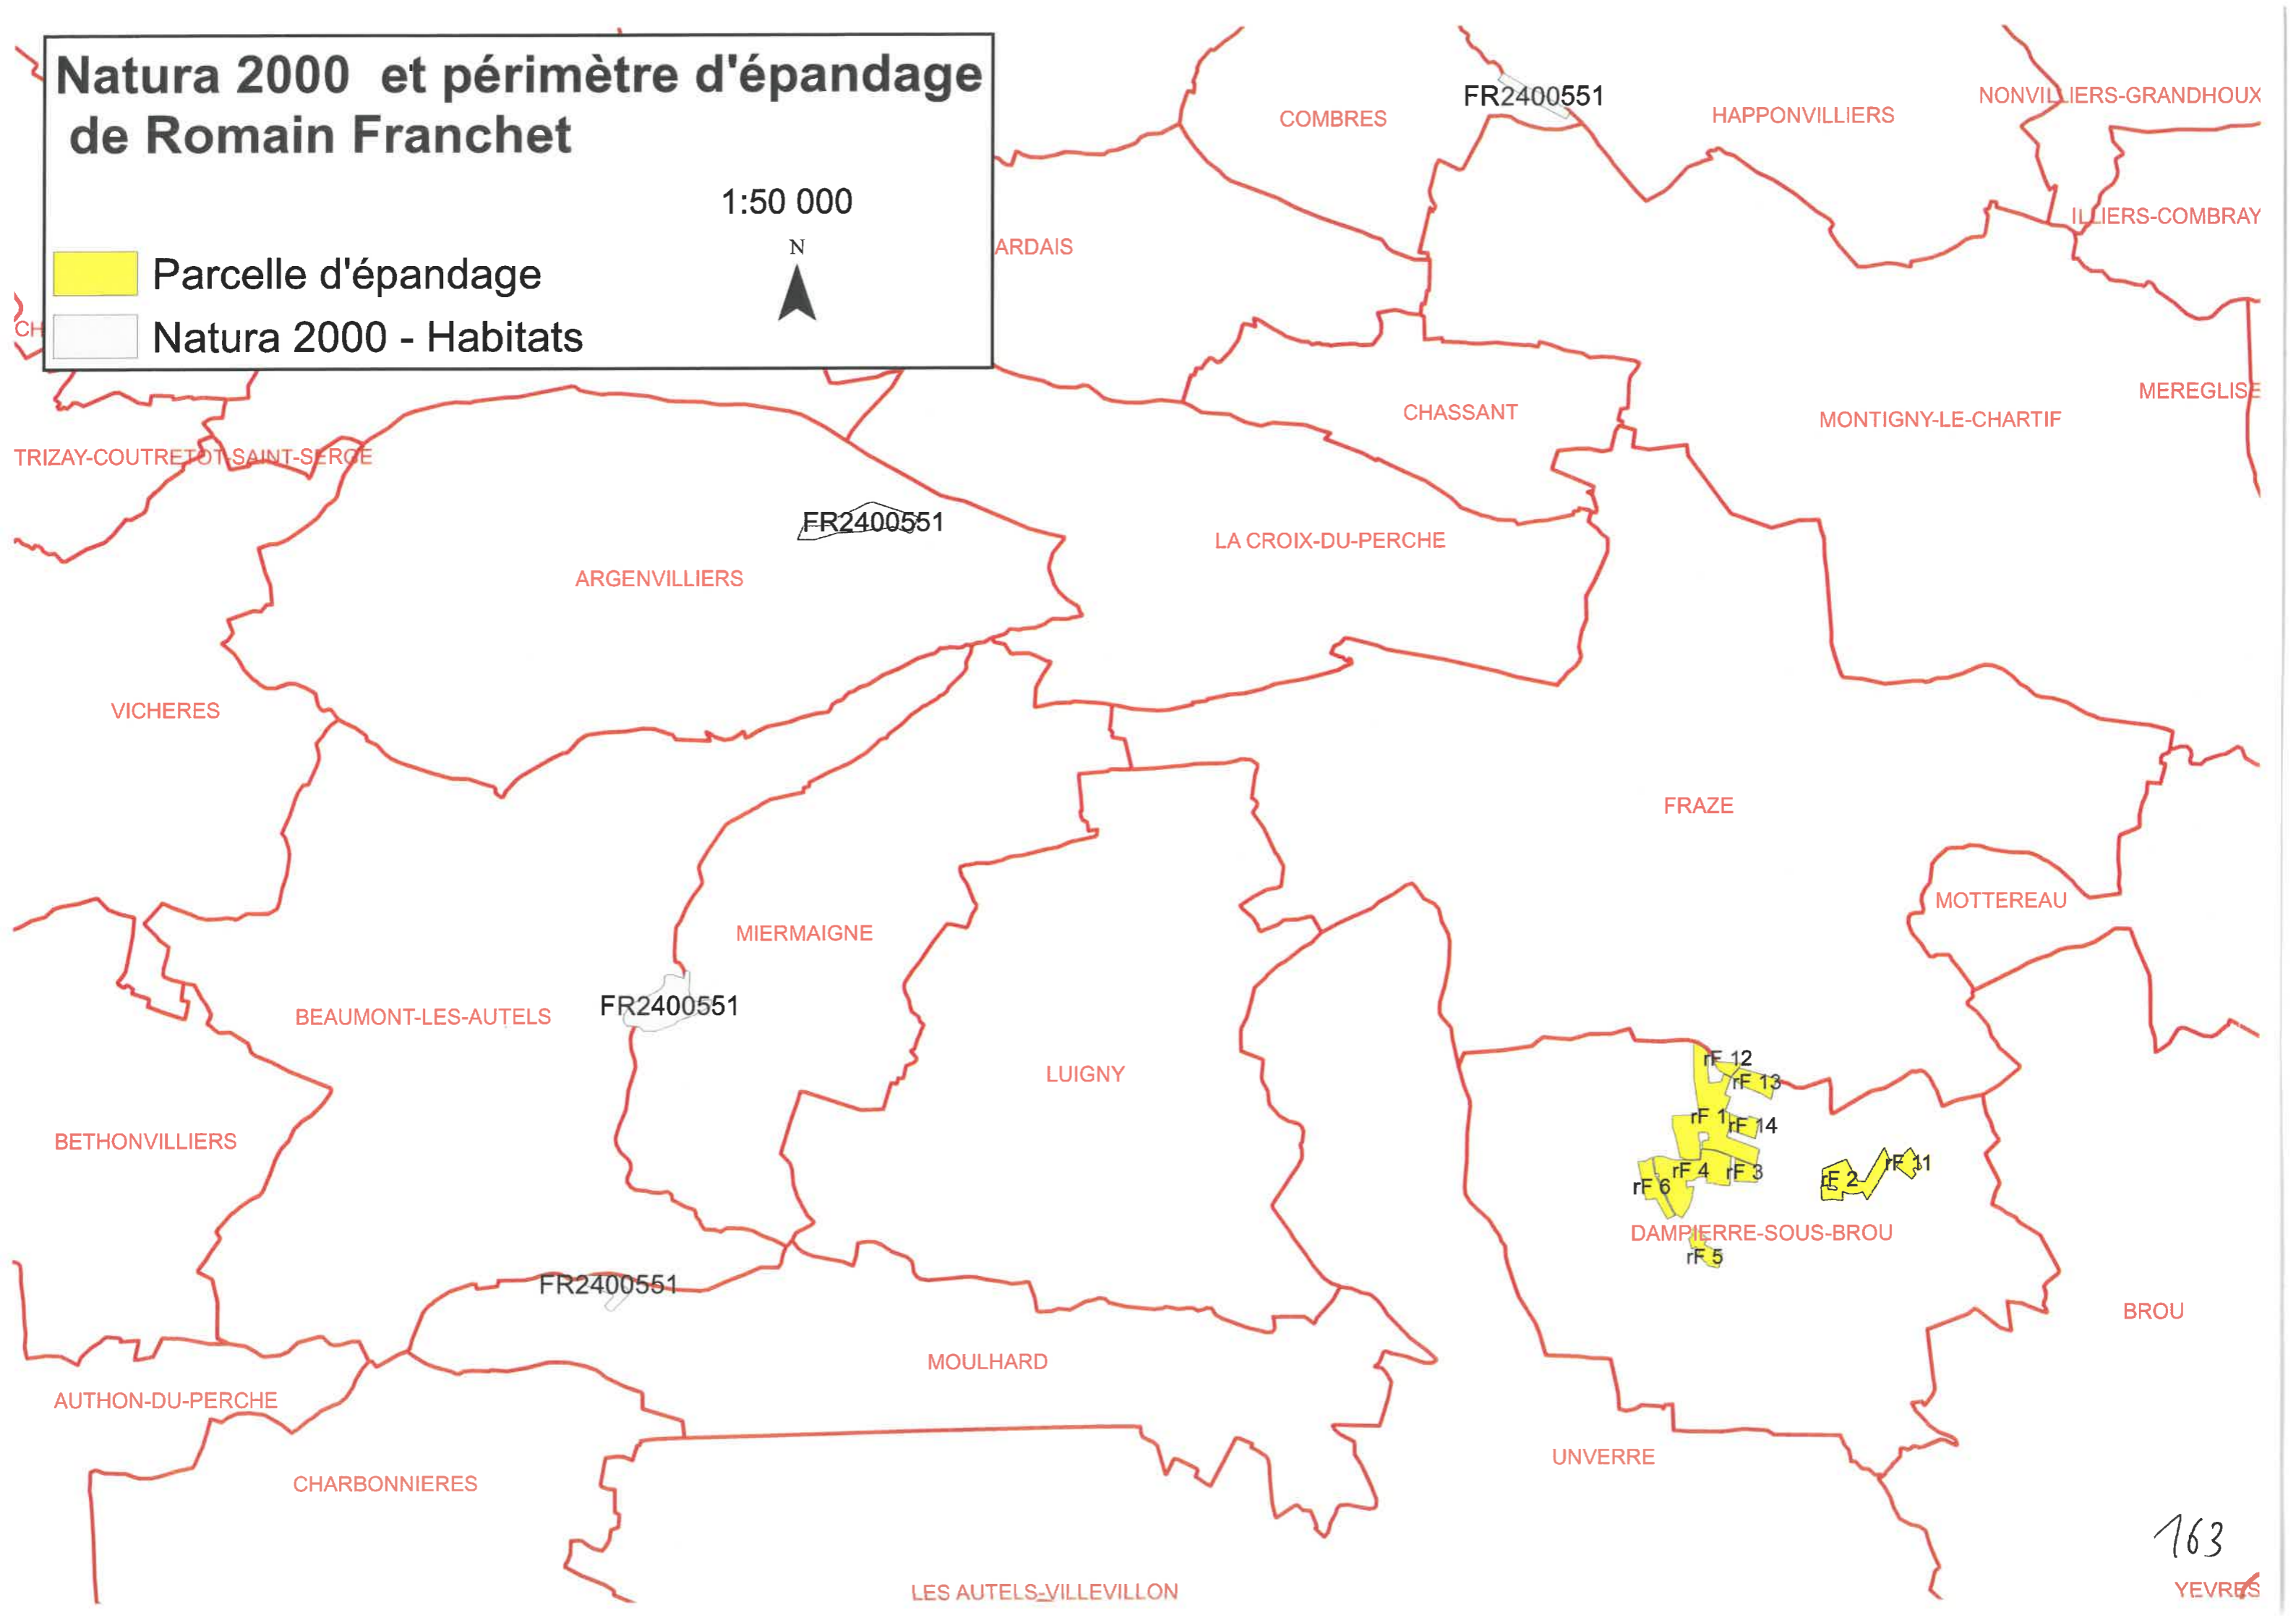 Natura 2000 et périmètre d'épandage
de Romain Franchet
1:50 000
N
Parcelle d'épandage
Natura 2000 - Habitats
FR2400551
COMBRES
HAPPONVILLIERS
NONVILLIERS-GRANDHOUX
ILLIERS-COMBRAY
ARDAIS
CH
MEREGLISE
CHASSANT
MONTIGNY-LE-CHARTIF
TRIZAY-COUTRETOT-SAINT-SERGE
FR2400551
LA CROIX-DU-PERCHE
ARGENVILLIERS
VICHERES
FRAZE
MOTTEREAU
MIERMAIGNE
FR2400551
BEAUMONT-LES-AUTELS
LUIGNY
rF 12
rF 13
rF 1
rF 14
BETHONVILLIERS
rF 4
rF 3
rF 2
rF 11
rF 6
DAMPIERRE-SOUS-BROU
rF 5
FR2400551
BROU
MOULHARD
AUTHON-DU-PERCHE
UNVERRE
CHARBONNIERES
163
LES AUTELS-VILLEVILLON
YEVRES